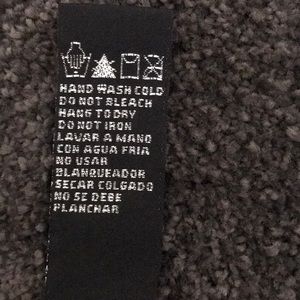 HAND WASH COLD
DO NOT BLEACH
HANG TO DRY
DO NOT IRON
LAVAR A MANO
CON AGUA FRIA
NO USAR
BLANQUEADOR
SECAR COLGADO
NO SE DEBE
PLANCHAR